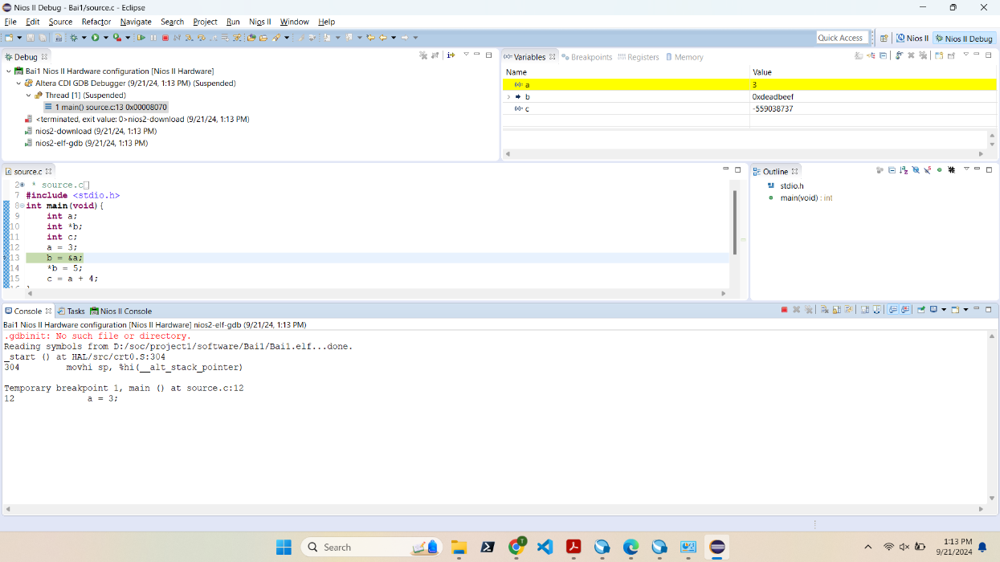 Nios II Debug - Bai1/source.c - Eclipse
File Edit Source Refactor Navigate Search Project Run Nios II Window Help
Quick Access Nios II Nios II Debug
Debug
Bai1 Nios II Hardware configuration [Nios II Hardware]
Altera CDI GDB Debugger (9/21/24, 1:13 PM) (Suspended)
Thread [1] (Suspended)
1 main() source.c:13 0x00008070
<terminated, exit value: 0>nios2-download (9/21/24, 1:13 PM)
nios2-download (9/21/24, 1:13 PM)
nios2-elf-gdb (9/21/24, 1:13 PM)
Variables Breakpoints Registers Memory
Name Value
a 3
b 0xdeadbeef
c -559038737
source.c
2 * source.c
7 #include <stdio.h>
8 int main(void){
9 int a;
10 int *b;
11 int c;
12 a = 3;
13 b = &a;
14 *b = 5;
15 c = a + 4;
Outline
stdio.h
main(void) : int
Console Tasks Nios II Console
Bai1 Nios II Hardware configuration [Nios II Hardware] nios2-elf-gdb (9/21/24, 1:13 PM)
.gdbinit: No such file or directory.
Reading symbols from D:/soc/project1/software/Bai1/Bai1.elf...done.
_start () at HAL/src/crt0.S:304
304 movhi sp, %hi(__alt_stack_pointer)
Temporary breakpoint 1, main () at source.c:12
12 a = 3;
Search
T
1:13 PM
9/21/2024